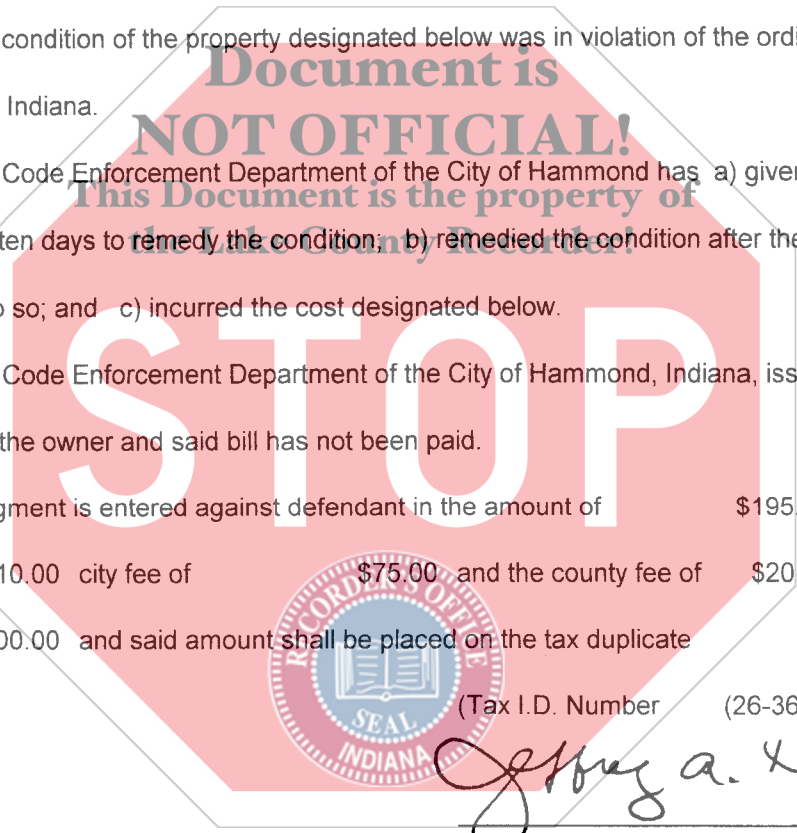 condition of the property designated below was in violation of the ordi
Document is
Indiana.
NOT OFFICIAL!
Code Enforcement Department of the City of Hammond has a) given
This Document is the property of
ten days to remedy the condition; b) remedied the condition after the
the Lake County Recorder!
so; and c) incurred the cost designated below.
Code Enforcement Department of the City of Hammond, Indiana, iss
STOP
the owner and said bill has not been paid.
gment is entered against defendant in the amount of $195.
10.00 city fee of $75.00 and the county fee of $20
00.00 and said amount shall be placed on the tax duplicate
RECORDER'S OFFICE
SEAL
INDIANA
(Tax I.D. Number (26-36
Jeffrey a.